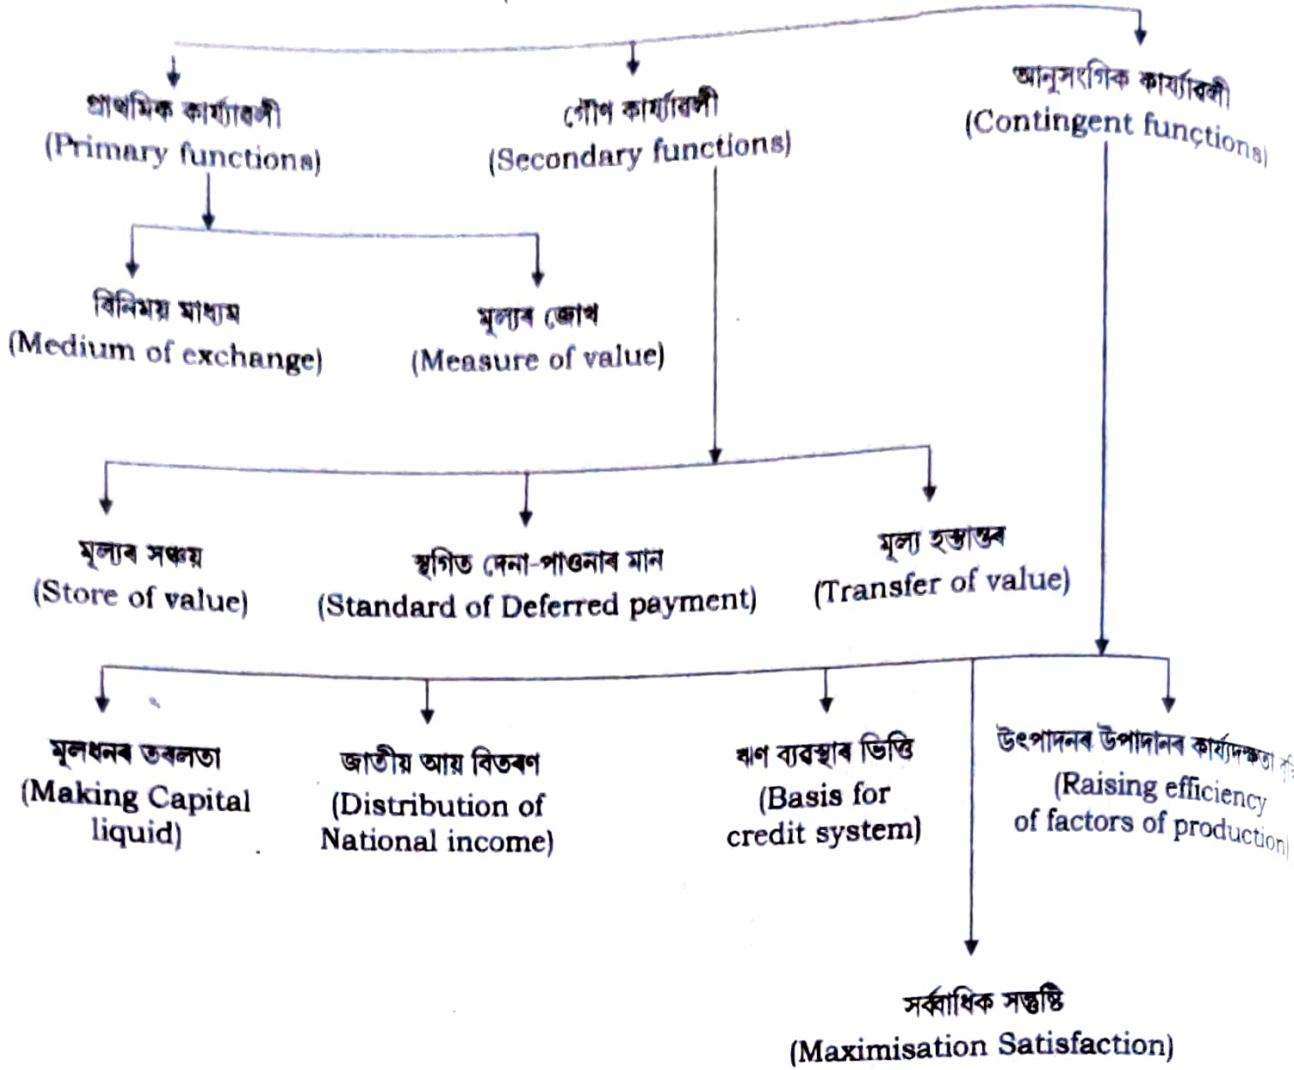 প্ৰাথমিক কাৰ্য্যাৱলী
(Primary functions)
গৌণ কাৰ্য্যাৱলী
(Secondary functions)
আনুসংগিক কাৰ্য্যাৱলী
(Contingent functions)
বিনিময় মাধ্যম
(Medium of exchange)
মূল্যৰ জোখ
(Measure of value)
মূল্যৰ সঞ্চয়
(Store of value)
স্থগিত দেনা-পাওনাৰ মান
(Standard of Deferred payment)
মূল্য হস্তান্তৰ
(Transfer of value)
মূলধনৰ তৰলতা
(Making Capital
liquid)
জাতীয় আয় বিতৰণ
(Distribution of
National income)
ঋণ ব্যৱস্থাৰ ভিত্তি
(Basis for
credit system)
উৎপাদনৰ উপাদানৰ কাৰ্য্যদক্ষতা
(Raising efficiency
of factors of production)
সৰ্ব্বাধিক সন্তুষ্টি
(Maximisation Satisfaction)